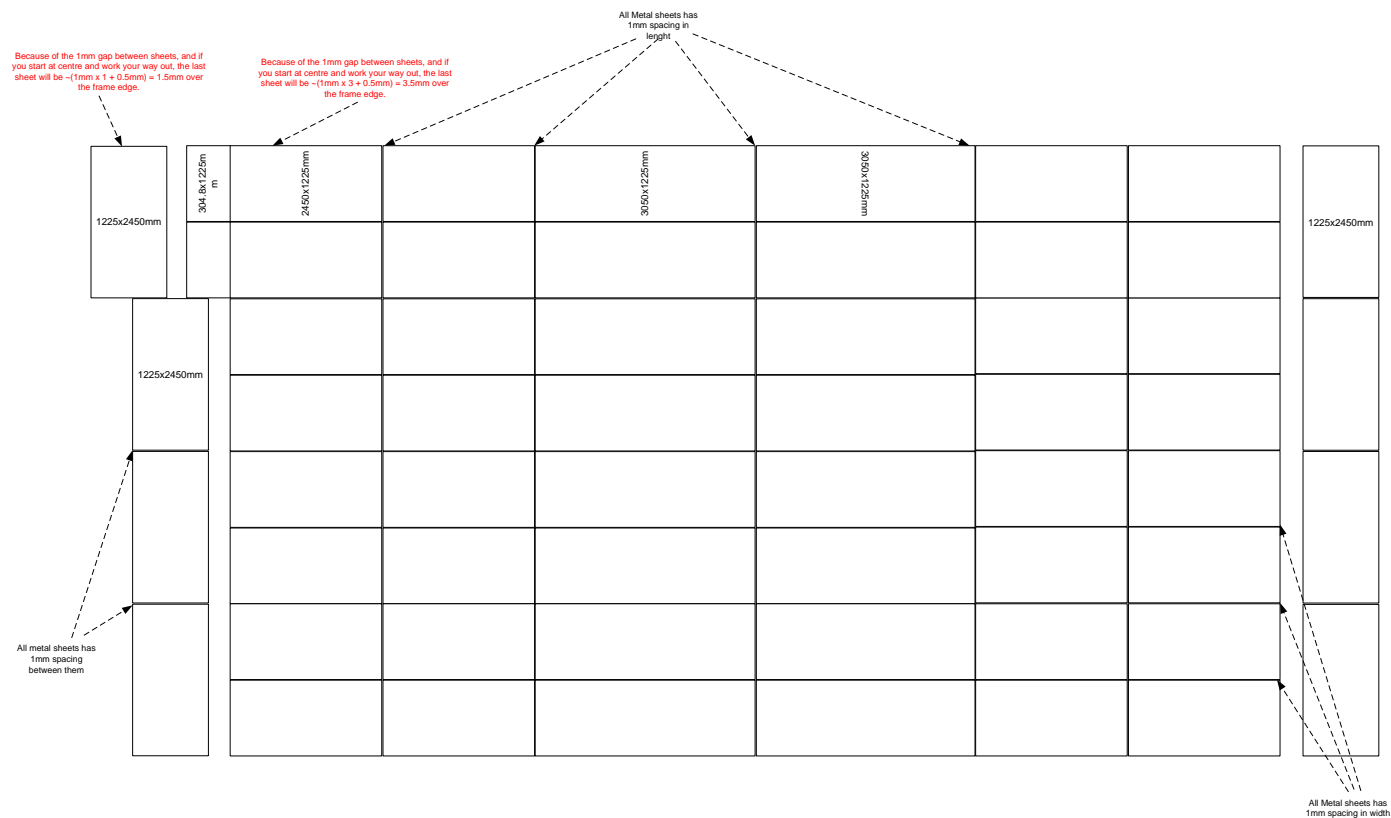 All Metal sheets has
1mm spacing in
lenght
Because of the 1mm gap between sheets, and if
you start at centre and work your way out, the last
sheet will be ~(1mm x 1 + 0.5mm) = 1.5mm over
the frame edge.
Because of the 1mm gap between sheets, and if
you start at centre and work your way out, the last
sheet will be ~(1mm x 3 + 0.5mm) = 3.5mm over
the frame edge.
1225x2450mm
304.8x1225m
m
2450x1225mm
3050x1225mm
3050x1225mm
1225x2450mm
1225x2450mm
All metal sheets has
1mm spacing
between them
All Metal sheets has
1mm spacing in width